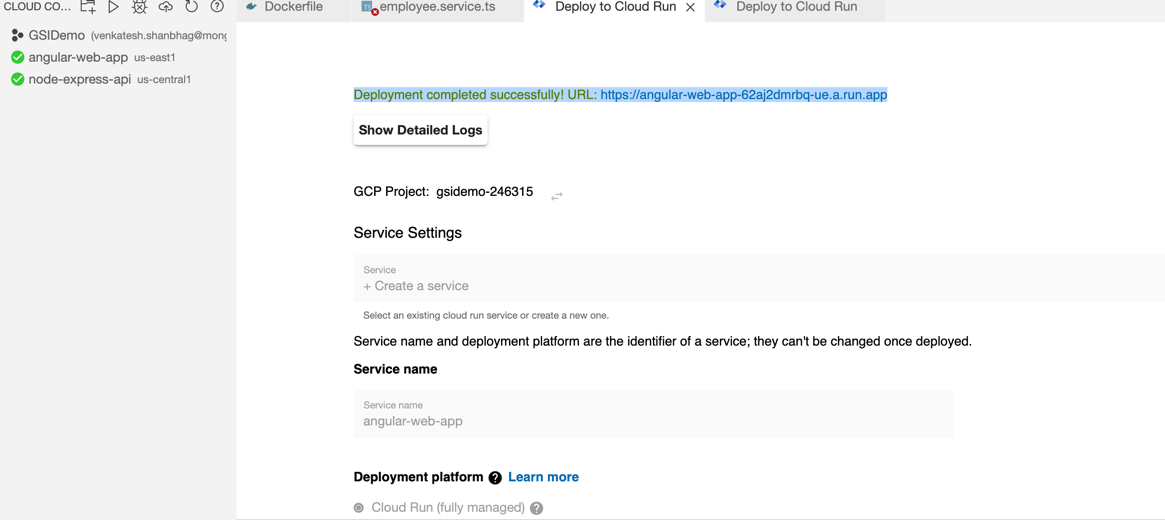 CLOUD CO...
Dockerfile
TS employee.service.ts
Deploy to Cloud Run
Deploy to Cloud Run
GSIDemo (venkatesh.shanbhag@mong
angular-web-app us-east1
node-express-api us-central1
Deployment completed successfully! URL: https://angular-web-app-62aj2dmrbq-ue.a.run.app
Show Detailed Logs
GCP Project: gsidemo-246315
Service Settings
Service
+ Create a service
Select an existing cloud run service or create a new one.
Service name and deployment platform are the identifier of a service; they can't be changed once deployed.
Service name
Service name
angular-web-app
Deployment platform ? Learn more
Cloud Run (fully managed) ?